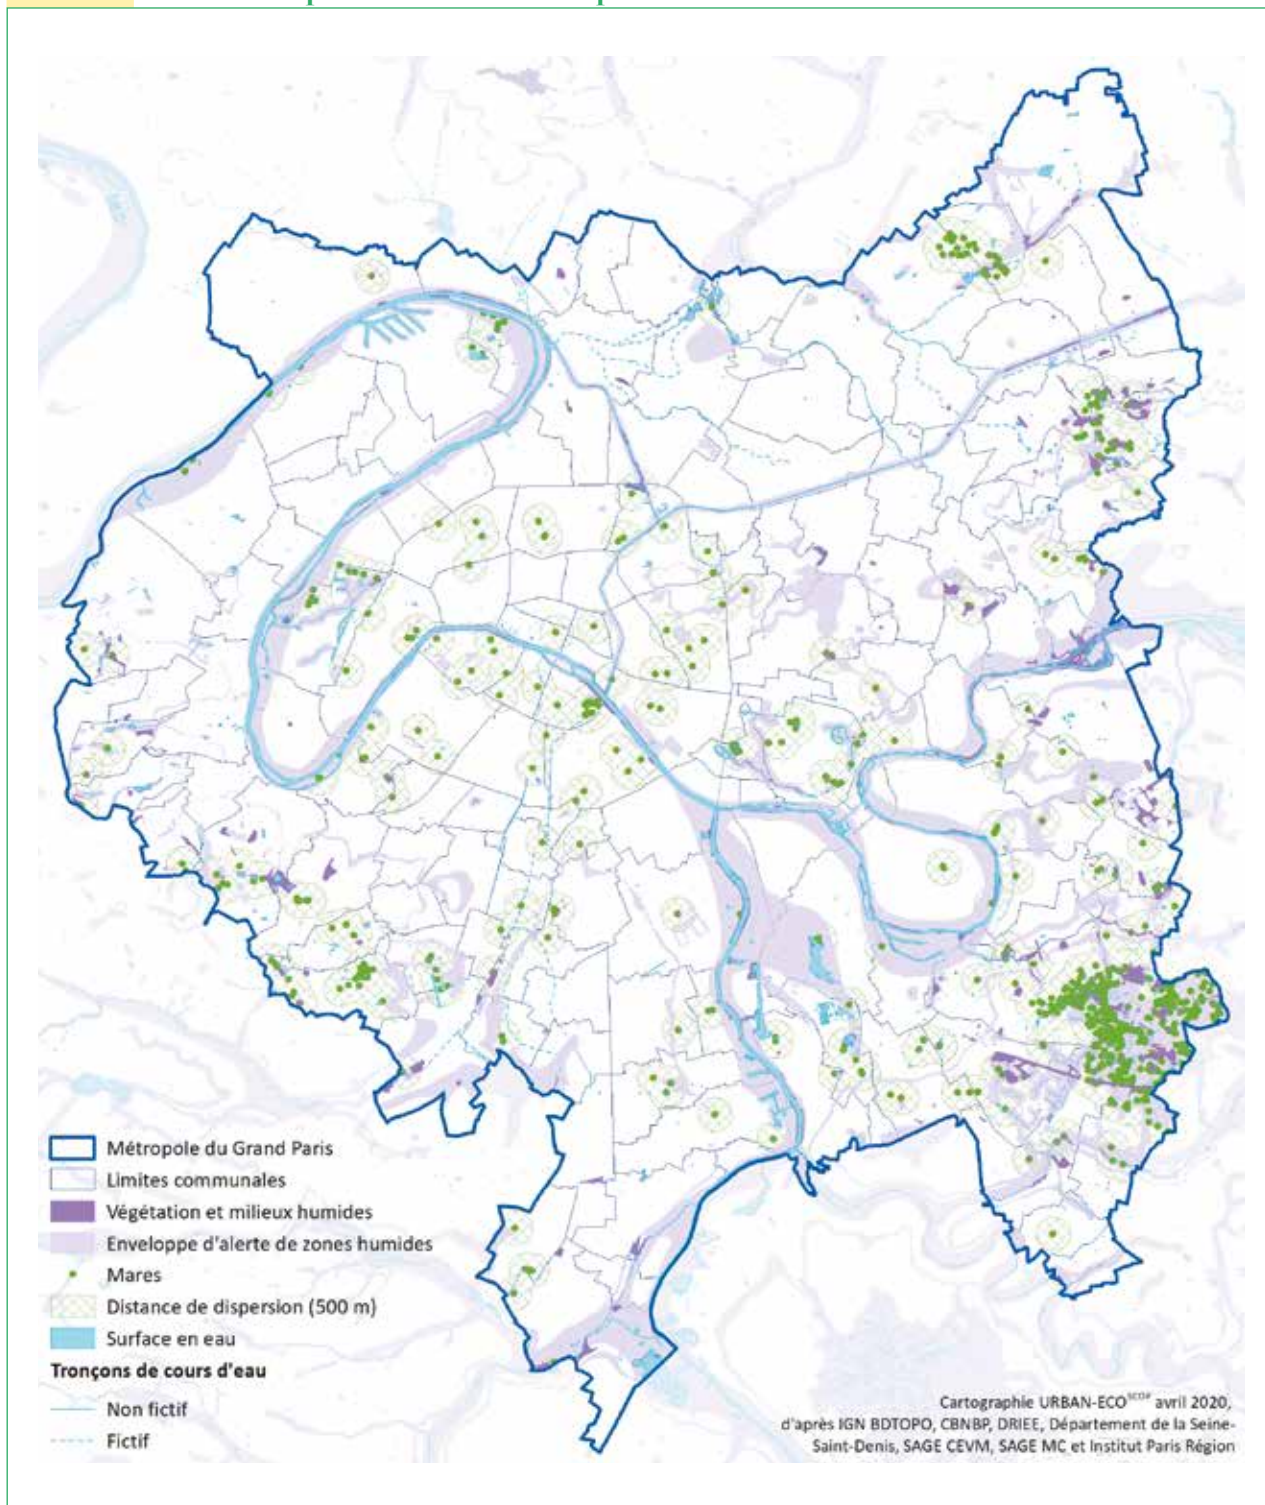 Métropole du Grand Paris
Limites communales
Végétation et milieux humides
Enveloppe d'alerte de zones humides
Mares
Distance de dispersion (500 m)
Surface en eau
Tronçons de cours d'eau
Non fictif
Fictif
Cartographie URBAN-ECO avril 2020,
d'après IGN BDTOPO, CBNBP, DRIEE, Département de la Seine-
Saint-Denis, SAGE CEVM, SAGE MC et Institut Paris Région